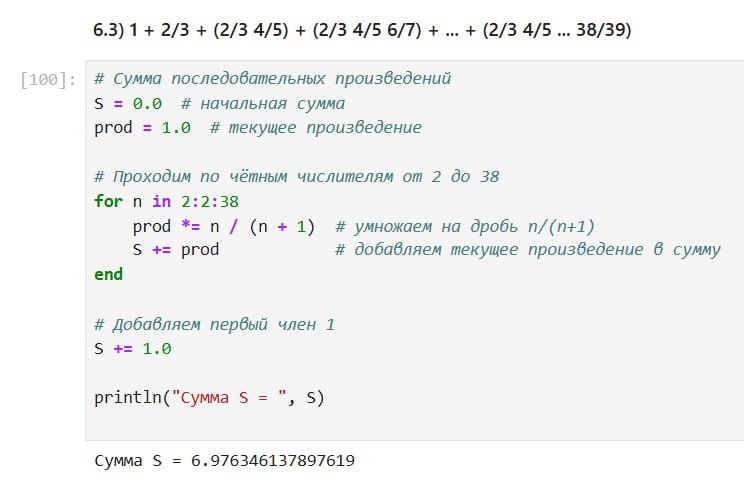 6.3) 1 + 2/3 + (2/3 4/5) + (2/3 4/5 6/7) + ... + (2/3 4/5 ... 38/39)
[100]:
# Сумма последовательных произведений
S = 0.0  # начальная сумма
prod = 1.0  # текущее произведение
# Проходим по чётным числителям от 2 до 38
for n in 2:2:38
    prod *= n / (n + 1)  # умножаем на дробь n/(n+1)
    S += prod            # добавляем текущее произведение в сумму
end
# Добавляем первый член 1
S += 1.0
println("Сумма S = ", S)
Сумма S = 6.976346137897619